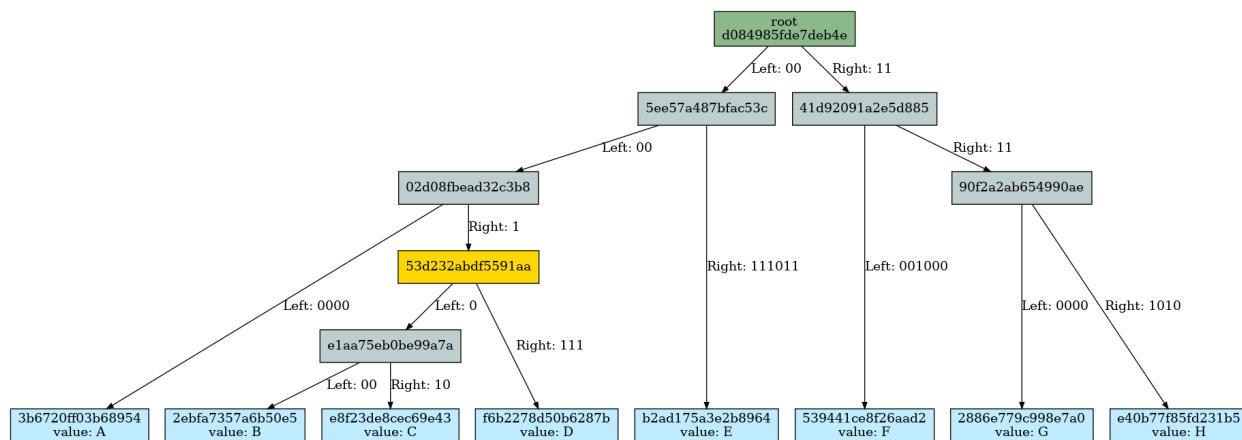 root
d084985fde7deb4e
Left: 00
Right: 11
5ee57a487bfac53c
41d92091a2e5d885
Left: 00
Right: 11
02d08fbead32c3b8
90f2a2ab654990ae
Right: 1
53d232abdf5591aa
Right: 111011
Left: 001000
Left: 0000
Right: 1010
Left: 0000
Left: 0
Right: 111
e1aa75eb0be99a7a
Left: 00
Right: 10
3b6720ff03b68954
value: A
2ebfa7357a6b50e5
value: B
e8f23de8cec69e43
value: C
f6b2278d50b6287b
value: D
b2ad175a3e2b8964
value: E
539441ce8f26aad2
value: F
2886e779c998e7a0
value: G
e40b77f85fd231b5
value: H